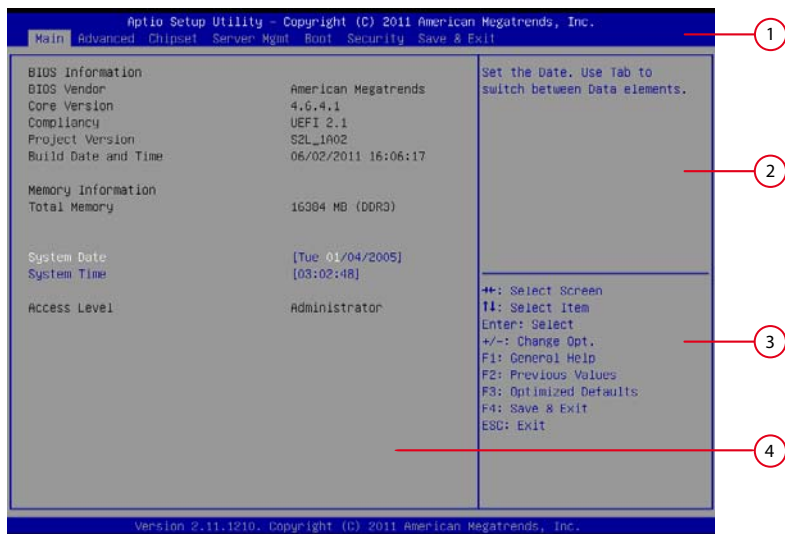 Aptio Setup Utility - Copyright (C) 2011 American Megatrends, Inc.
Main Advanced Chipset Server Mgmt Boot Security Save & Exit
1
BIOS Information
BIOS Vendor American Megatrends
Core Version 4.6.4.1
Compliancy UEFI 2.1
Project Version S2L_1A02
Build Date and Time 06/02/2011 16:06:17
Memory Information
Total Memory 16384 MB (DDR3)
System Date [Tue 01/04/2005]
System Time [03:02:48]
Access Level Administrator
Set the Date. Use Tab to
switch between Data elements.
2
→←: Select Screen
↑↓: Select Item
Enter: Select
+/-: Change Opt.
F1: General Help
F2: Previous Values
F3: Optimized Defaults
F4: Save & Exit
ESC: Exit
3
4
Version 2.11.1210. Copyright (C) 2011 American Megatrends, Inc.